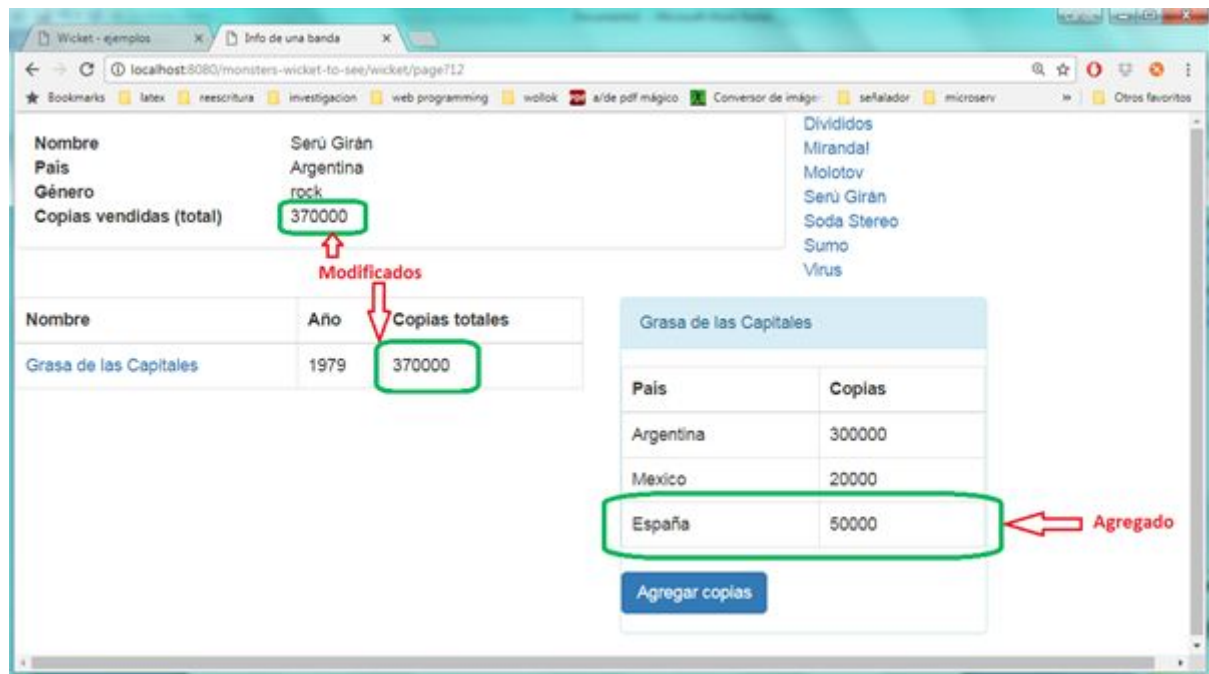 Wicket - ejemplos
Info de una banda
localhost:8080/monsters-wicket-to-see/wicket/page?12
Bookmarks latex reescritura investigacion web programming wollok a/de pdf mágico Conversor de imáge señalador microserv » Otros favoritos
Nombre Serú Girán
País Argentina
Género rock
Copias vendidas (total) 370000
Modificados
Divididos
Miranda!
Molotov
Serú Girán
Soda Stereo
Sumo
Virus
Nombre Año Copias totales
Grasa de las Capitales 1979 370000
Grasa de las Capitales
País Copias
Argentina 300000
Mexico 20000
España 50000
Agregado
Agregar copias